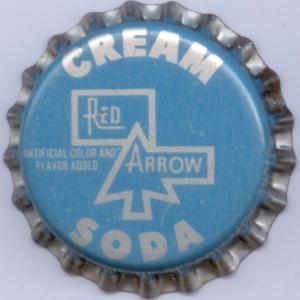 CREAM
RED
ARTIFICIAL COLOR AND
FLAVOR ADDED
ARROW
SODA